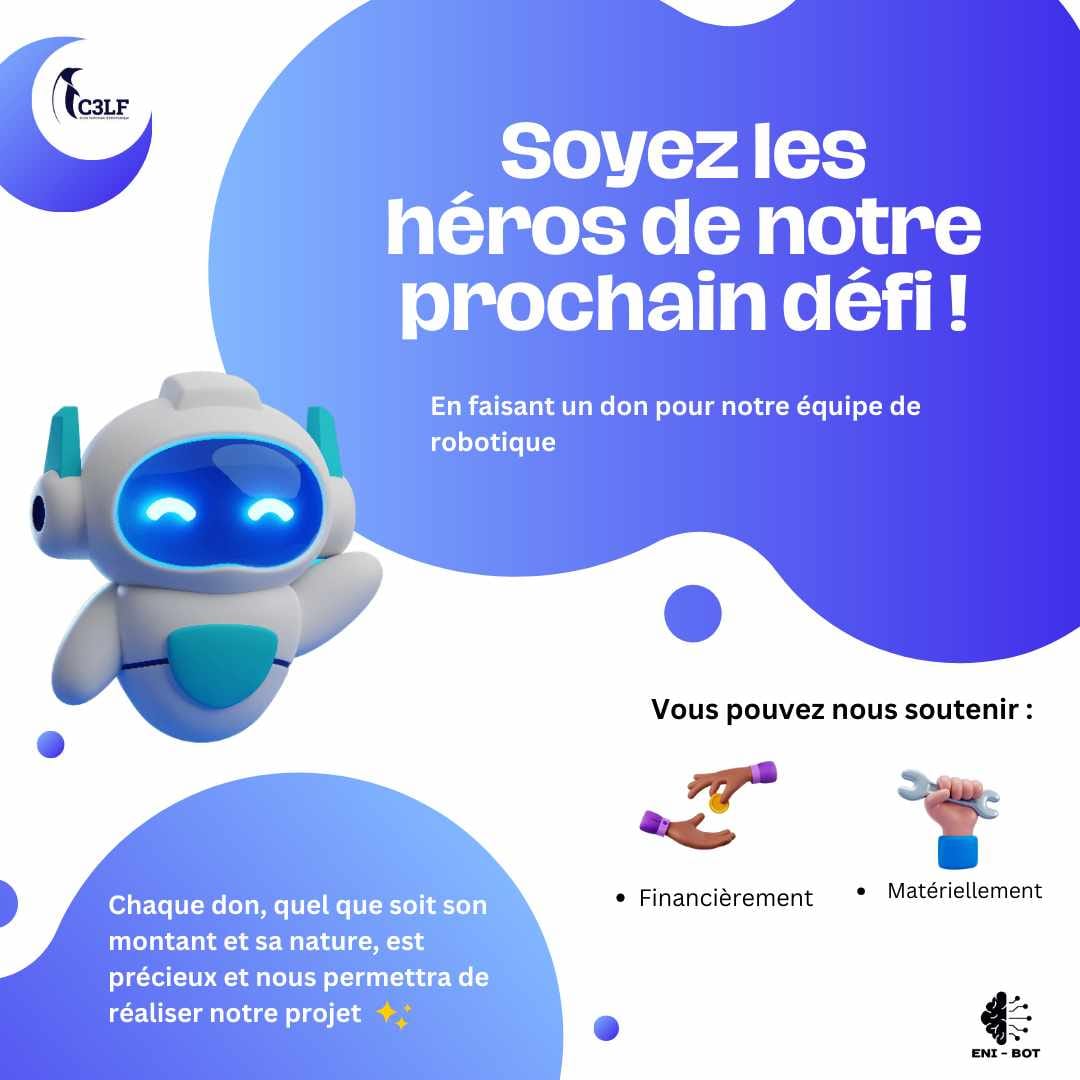 C3LF
Soyez les
héros de notre
prochain défi !
En faisant un don pour notre équipe de
robotique
Vous pouvez nous soutenir :
• Financièrement
• Matériellement
Chaque don, quel que soit son
montant et sa nature, est
précieux et nous permettra de
réaliser notre projet
ENI - BOT